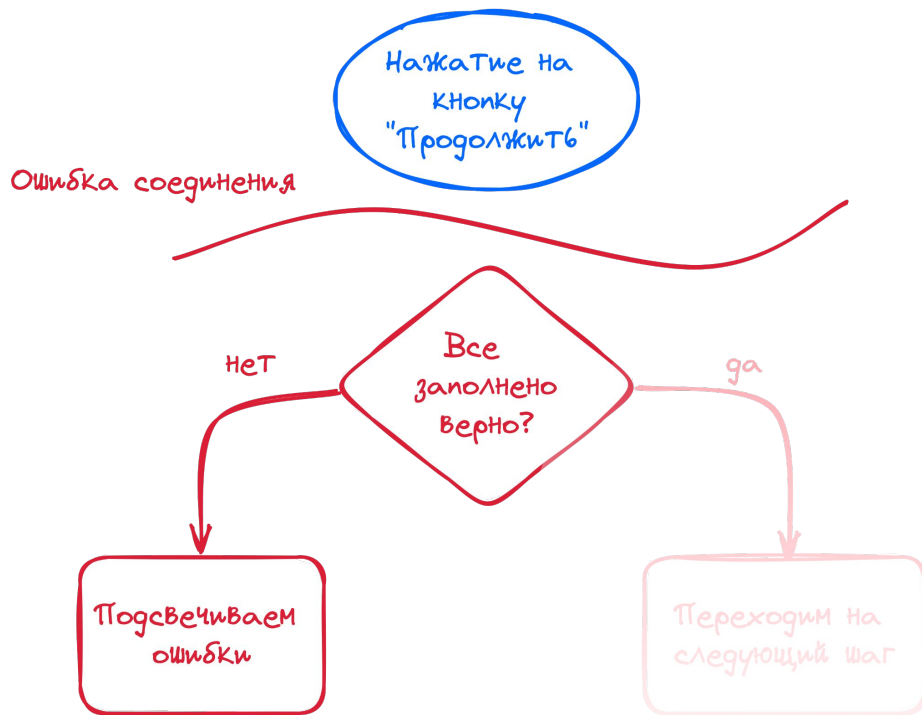 Нажатие на
кнопку
"Продолжить"
Ошибка соединения
Все
заполнено
верно?
нет
да
Подсвечиваем
ошибки
Переходим на
следующий шаг